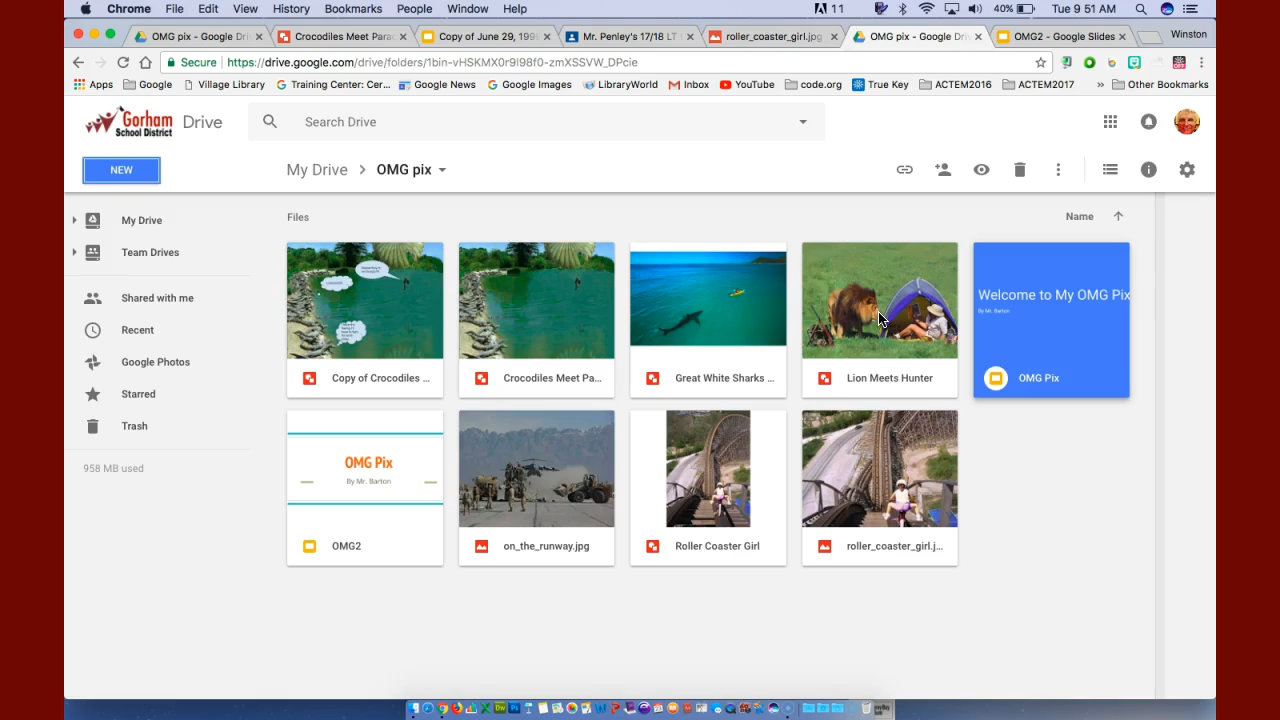 Chrome File Edit View History Bookmarks People Window Help 11 40% Tue 9 51 AM
OMG pix - Google Dri
Crocodiles Meet Para
Copy of June 29, 199
Mr. Penley's 17/18 LT
roller_coaster_girl.jpg
OMG pix - Google Dri
OMG2 - Google Slides
Winston
Secure https://drive.google.com/drive/folders/1bin-vHSKMX0r9I98f0-zmXSSVW_DPcie
Apps Google Village Library Training Center: Cer... Google News Google Images LibraryWorld Inbox YouTube code.org True Key ACTEM2016 ACTEM2017 » Other Bookmarks
Gorham
School District
Drive
Search Drive
NEW
My Drive > OMG pix
My Drive
Team Drives
Shared with me
Recent
Google Photos
Starred
Trash
958 MB used
Files
Name
Copy of Crocodiles ...
Crocodiles Meet Pa...
Great White Sharks ...
Lion Meets Hunter
Welcome to My OMG Pix
By Mr. Barton
OMG Pix
OMG Pix
By Mr. Barton
OMG2
on_the_runway.jpg
Roller Coaster Girl
roller_coaster_girl.j...